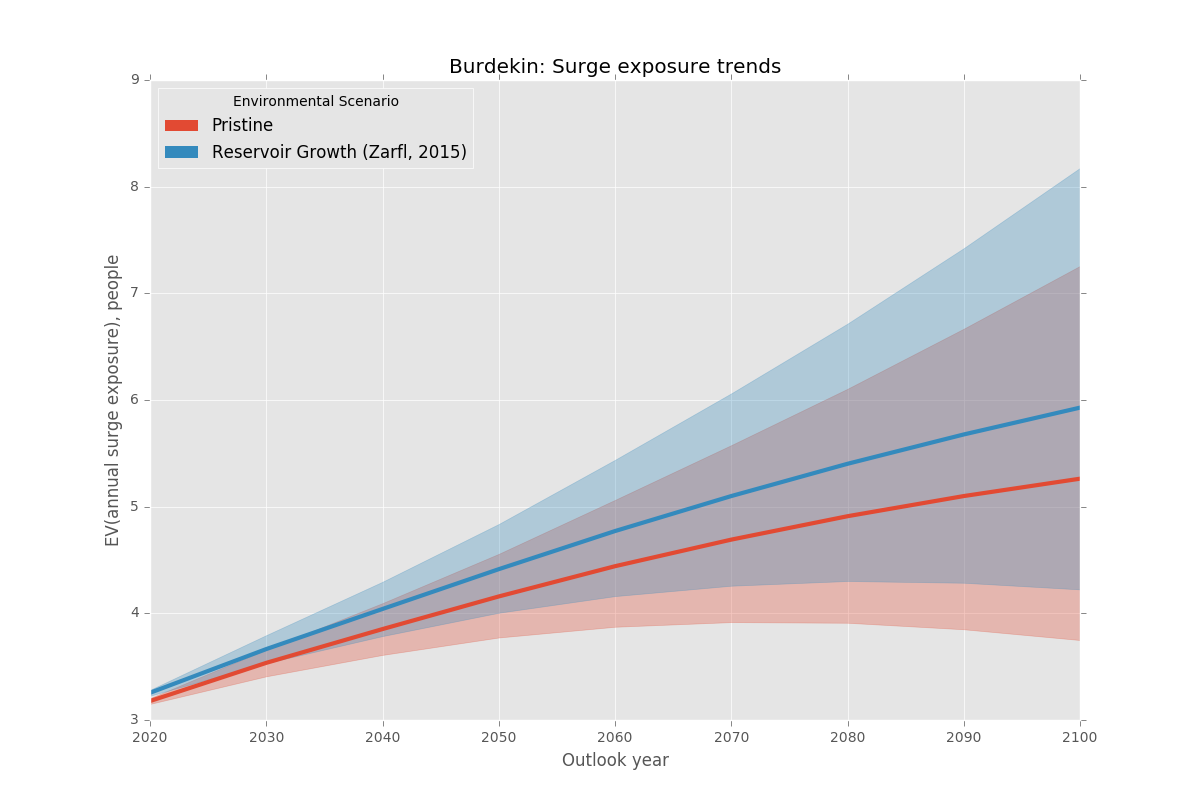 Burdekin: Surge exposure trends
Environmental Scenario
Pristine
Reservoir Growth (Zarfl, 2015)
EV(annual surge exposure), people
9
8
7
6
5
4
3
2020 2030 2040 2050 2060 2070 2080 2090 2100
Outlook year